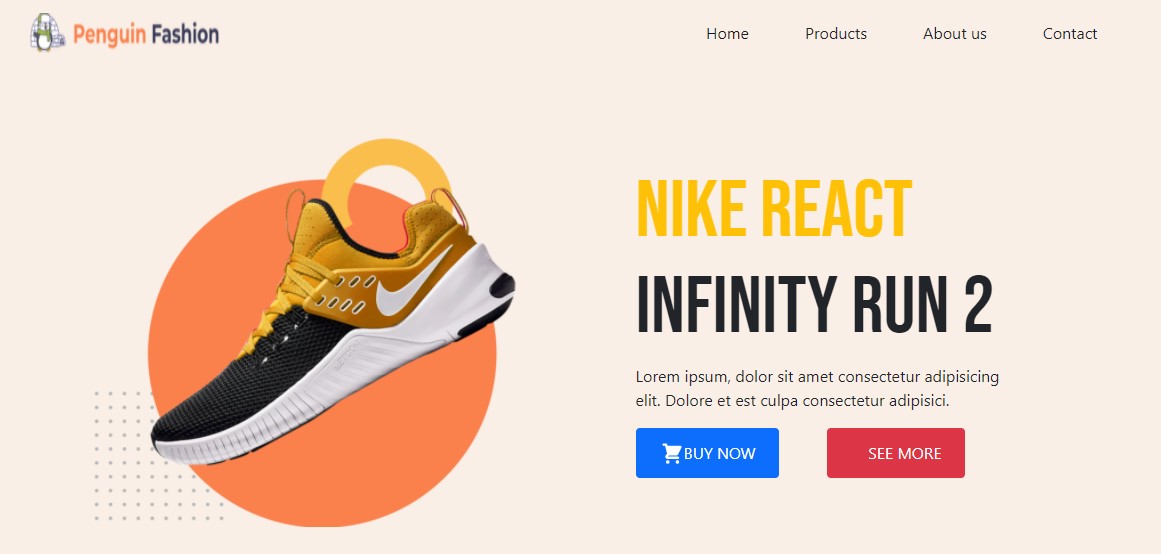 Penguin Fashion
Home Products About us Contact
NIKE REACT
INFINITY RUN 2
Lorem ipsum, dolor sit amet consectetur adipisicing
elit. Dolore et est culpa consectetur adipisici.
BUY NOW SEE MORE